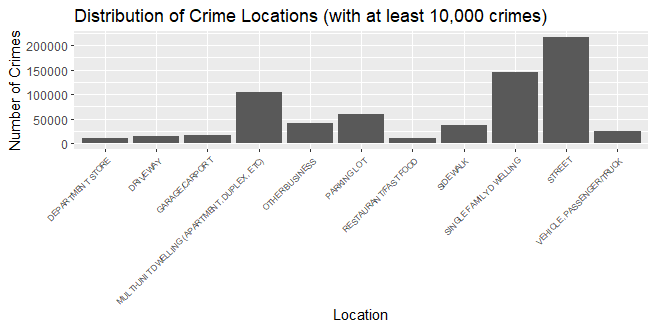 Distribution of Crime Locations (with at least 10,000 crimes)
Number of Crimes
200000
150000
100000
50000
0
DEPARTMENT STORE
DRIVEWAY
GARAGE/CARPORT
MULTI-UNIT DWELLING (APARTMENT, DUPLEX, ETC)
OTHER BUSINESS
PARKING LOT
RESTAURANT/FAST FOOD
SIDEWALK
SINGLE FAMILY DWELLING
STREET
VEHICLE, PASSENGER/TRUCK
Location